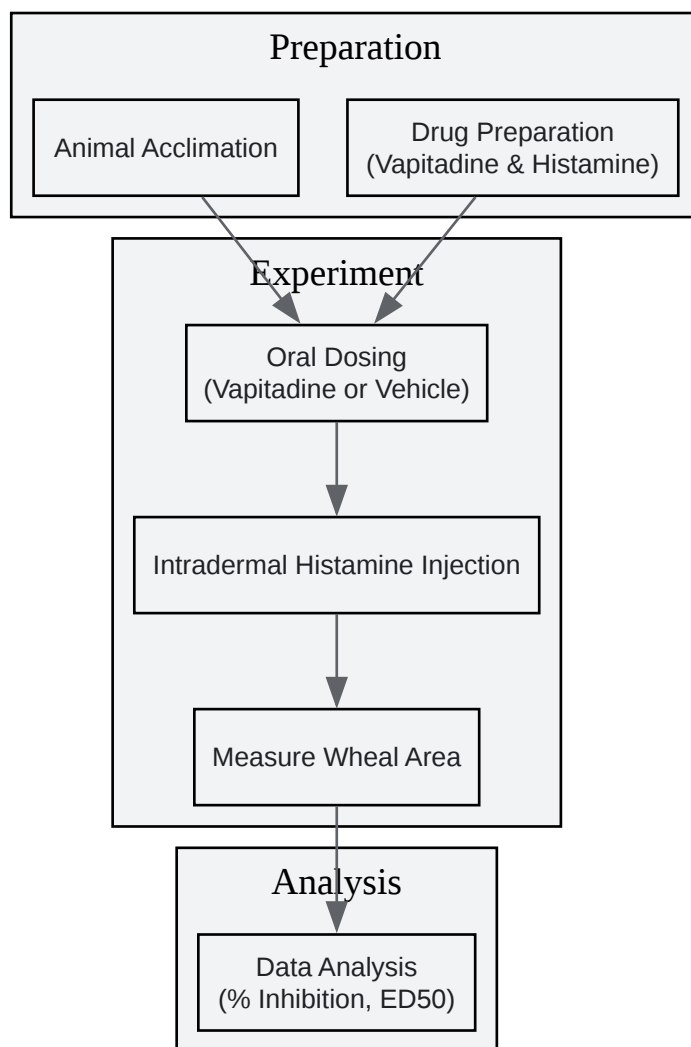 Preparation
Animal Acclimation
Drug Preparation
(Vapitadine & Histamine)
Experiment
Oral Dosing
(Vapitadine or Vehicle)
Intradermal Histamine Injection
Measure Wheal Area
Analysis
Data Analysis
(% Inhibition, ED50)